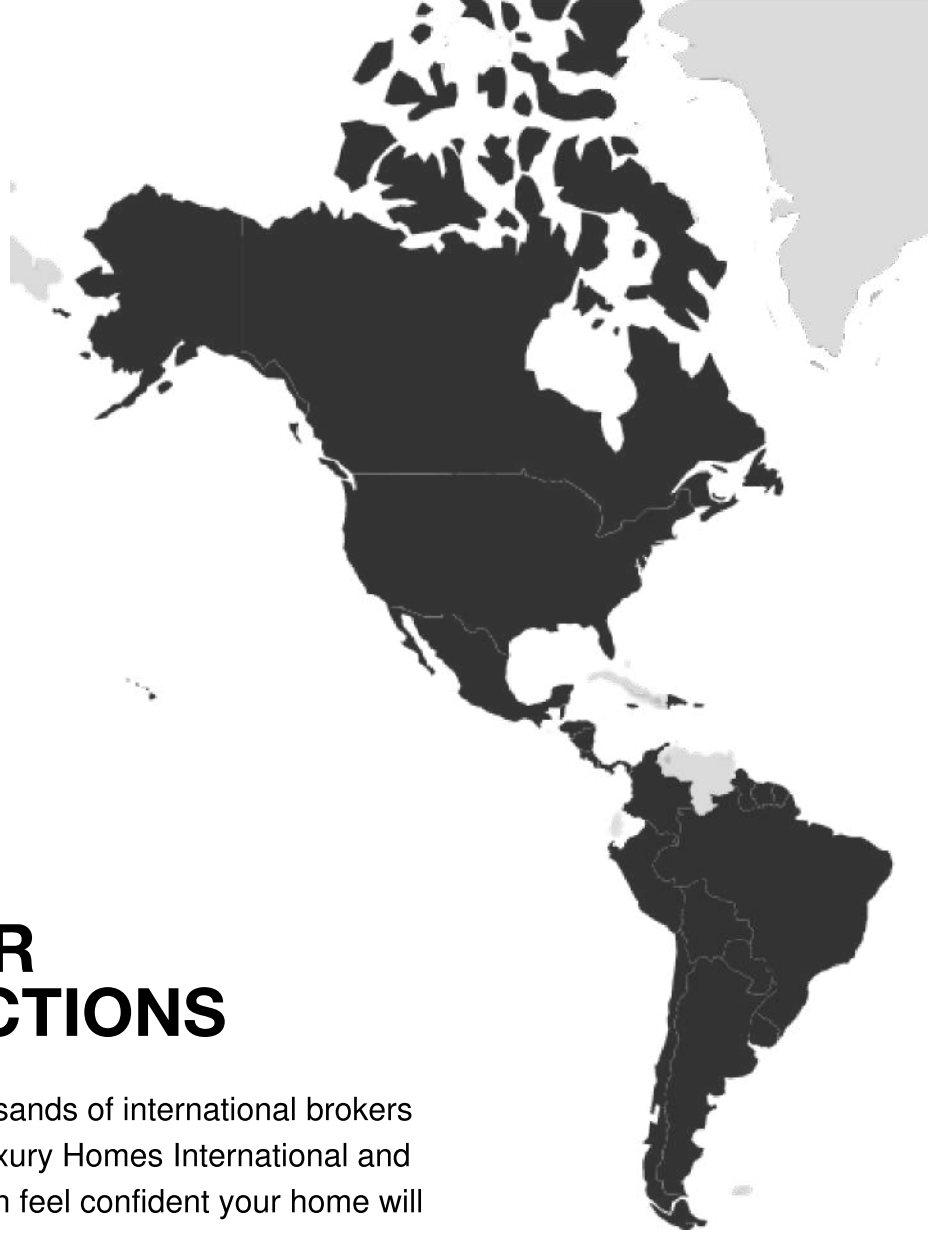 R
CTIONS
sands of international brokers
xury Homes International and
n feel confident your home will